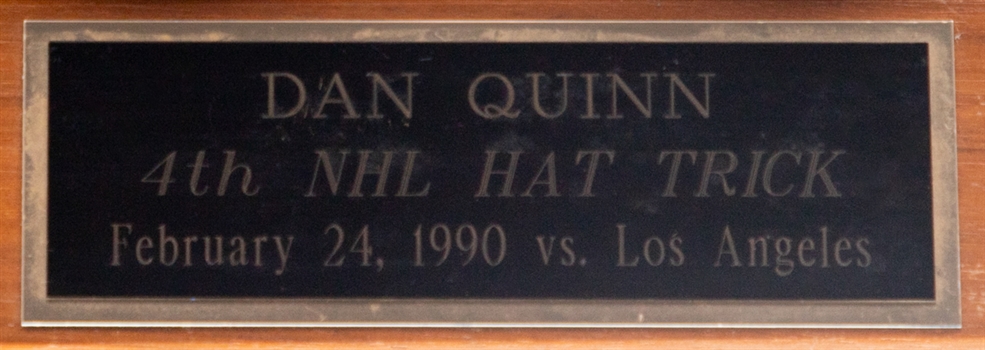 DAN QUINN
4th NHL HAT TRICK
February 24, 1990 vs. Los Angeles